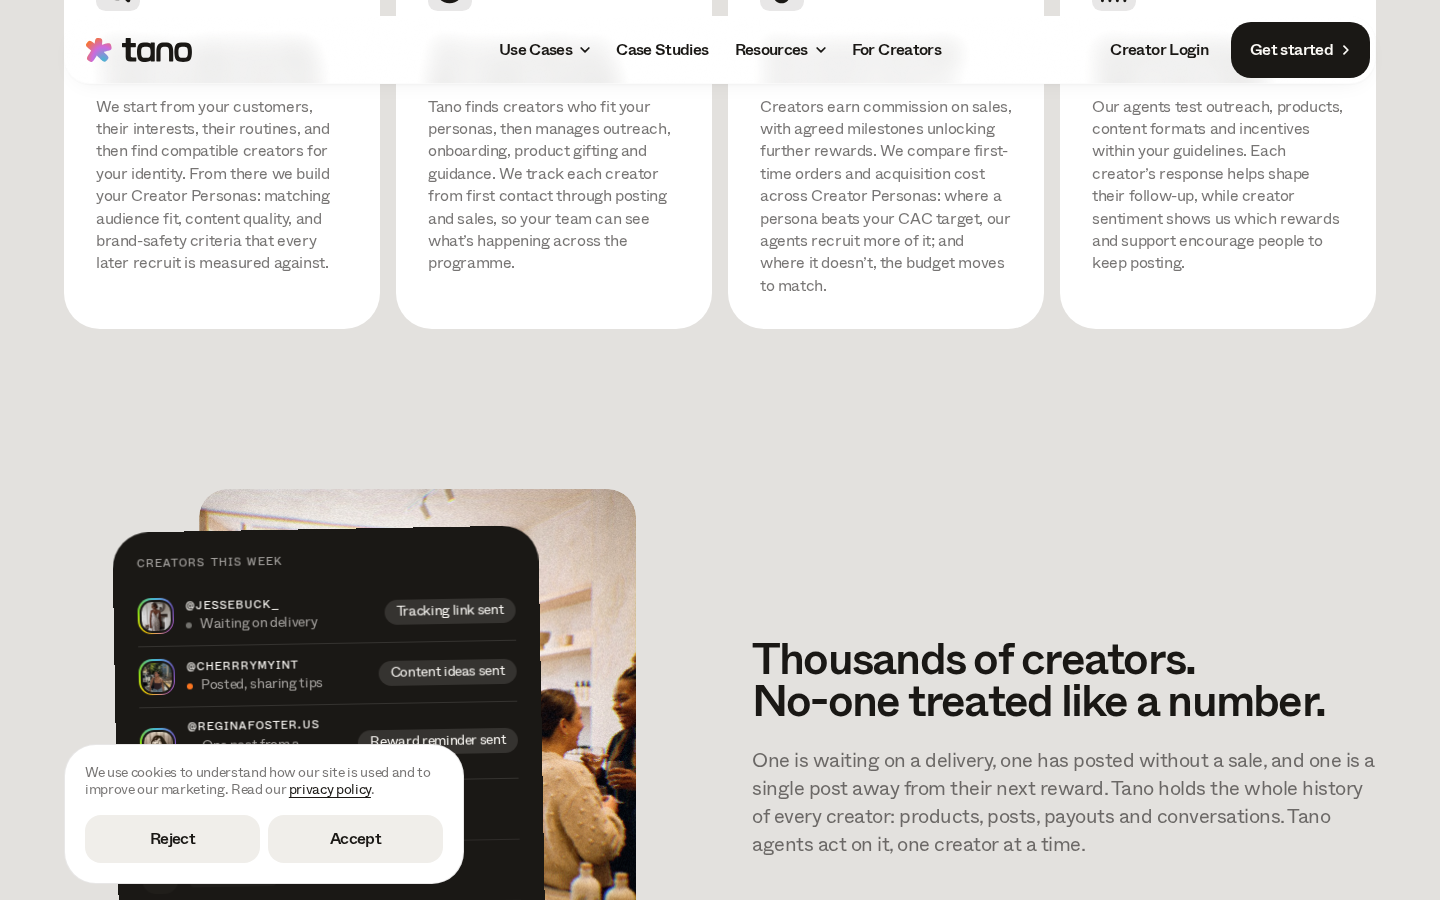 tano
Use Cases
Case Studies
Resources
For Creators
Creator Login
Get started
We start from your customers,
their interests, their routines, and
then find compatible creators for
your identity. From there we build
your Creator Personas: matching
audience fit, content quality, and
brand-safety criteria that every
later recruit is measured against.
Tano finds creators who fit your
personas, then manages outreach,
onboarding, product gifting and
guidance. We track each creator
from first contact through posting
and sales, so your team can see
what's happening across the
programme.
Creators earn commission on sales,
with agreed milestones unlocking
further rewards. We compare first-
time orders and acquisition cost
across Creator Personas: where a
persona beats your CAC target, our
agents recruit more of it; and
where it doesn't, the budget moves
to match.
Our agents test outreach, products,
content formats and incentives
within your guidelines. Each
creator's response helps shape
their follow-up, while creator
sentiment shows us which rewards
and support encourage people to
keep posting.
CREATORS THIS WEEK
@JESSEBUCK_
Waiting on delivery
Tracking link sent
@CHERRRYMYINT
Posted, sharing tips
Content ideas sent
@REGINAFOSTER.US
One post from a
Reward reminder sent
Thousands of creators.
No-one treated like a number.
One is waiting on a delivery, one has posted without a sale, and one is a
single post away from their next reward. Tano holds the whole history
of every creator: products, posts, payouts and conversations. Tano
agents act on it, one creator at a time.
We use cookies to understand how our site is used and to
improve our marketing. Read our privacy policy.
Reject
Accept